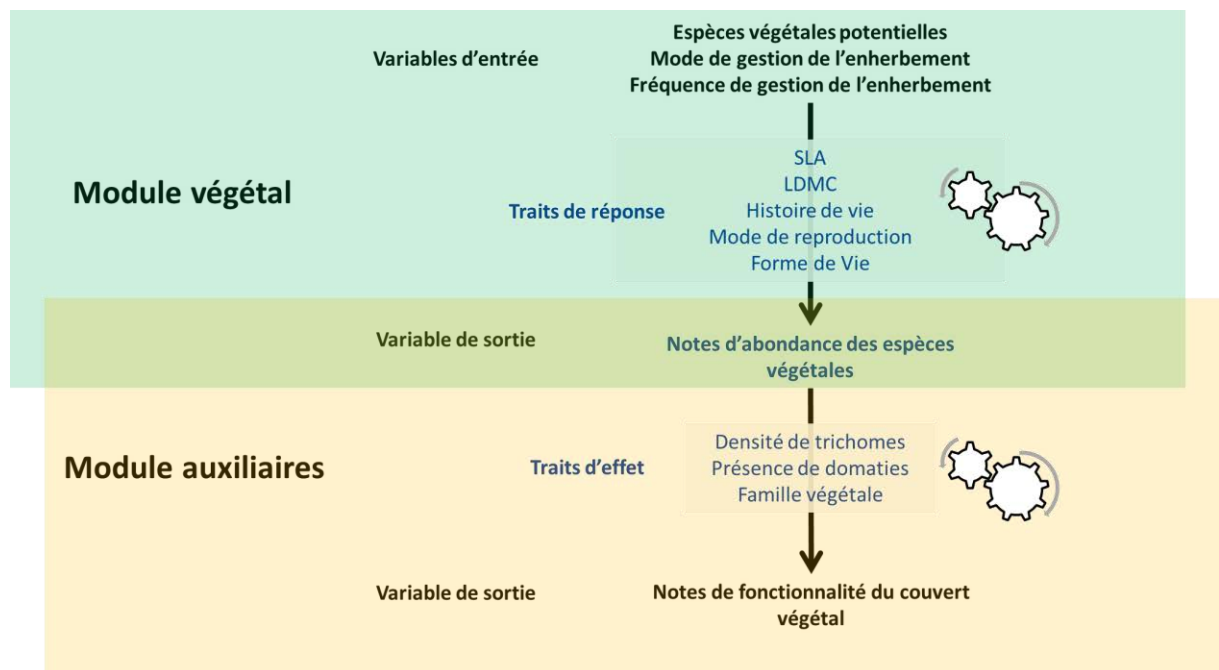 Espèces végétales potentielles
Variables d'entrée
Mode de gestion de l'enherbement
Fréquence de gestion de l'enherbement
Module végétal
SLA
LDMC
Traits de réponse
Histoire de vie
Mode de reproduction
Forme de Vie
Variable de sortie
Notes d'abondance des espèces
végétales
Module auxiliaires
Densité de trichomes
Traits d'effet
Présence de domaties
Famille végétale
Variable de sortie
Notes de fonctionnalité du couvert
végétal